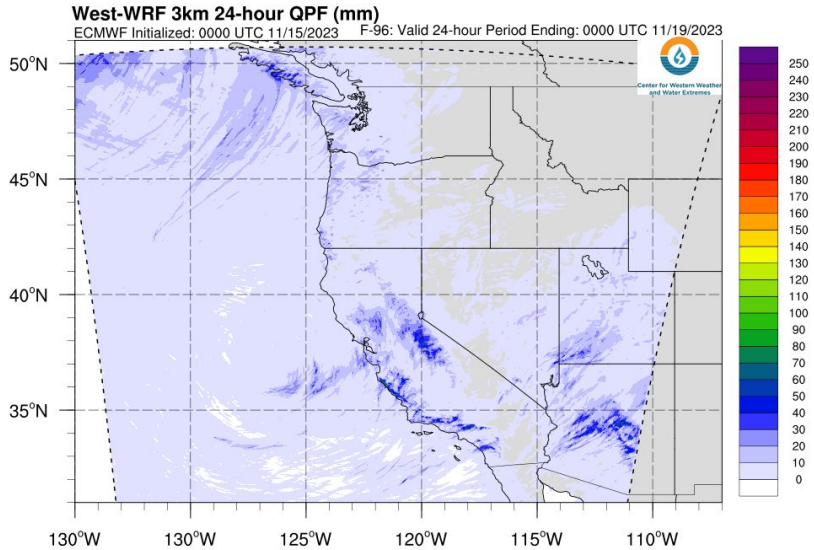 West-WRF 3km 24-hour QPF (mm)
ECMWF Initialized: 0000 UTC 11/15/2023 F-96: Valid 24-hour Period Ending: 0000 UTC 11/19/2023
Center for Western Weather
and Water Extremes
50°N
45°N
40°N
35°N
130°W 130°W 125°W 120°W 115°W 110°W
250
240
230
220
210
200
190
180
170
160
150
140
130
120
110
100
90
80
70
60
50
40
30
20
10
0